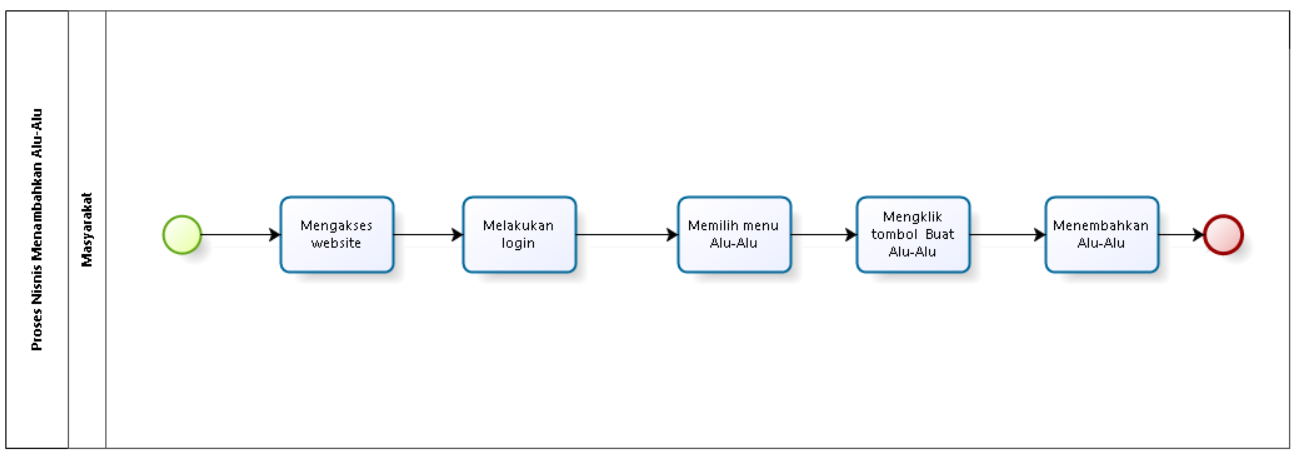 Proses Nisnis Menambahkan Alu-Alu
Masyarakat
Mengakses
website
Melakukan
login
Memilih menu
Alu-Alu
Mengklik
tombol Buat
Alu-Alu
Menembahkan
Alu-Alu